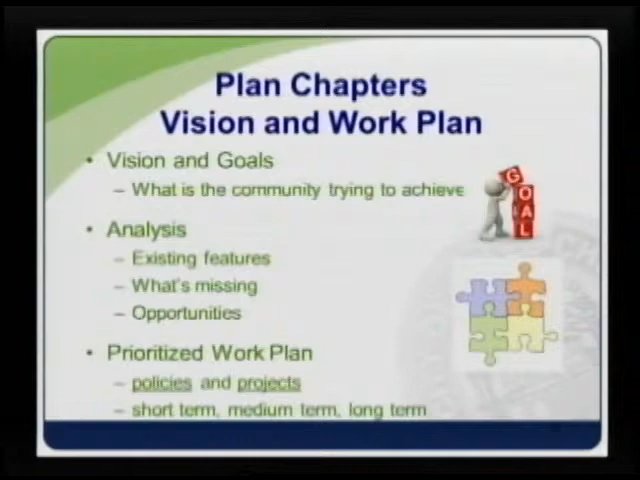 Plan Chapters
Vision and Work Plan
• Vision and Goals
– What is the community trying to achieve
G
O
A
L
• Analysis
– Existing features
– What's missing
– Opportunities
• Prioritized Work Plan
– policies and projects
– short term, medium term, long term